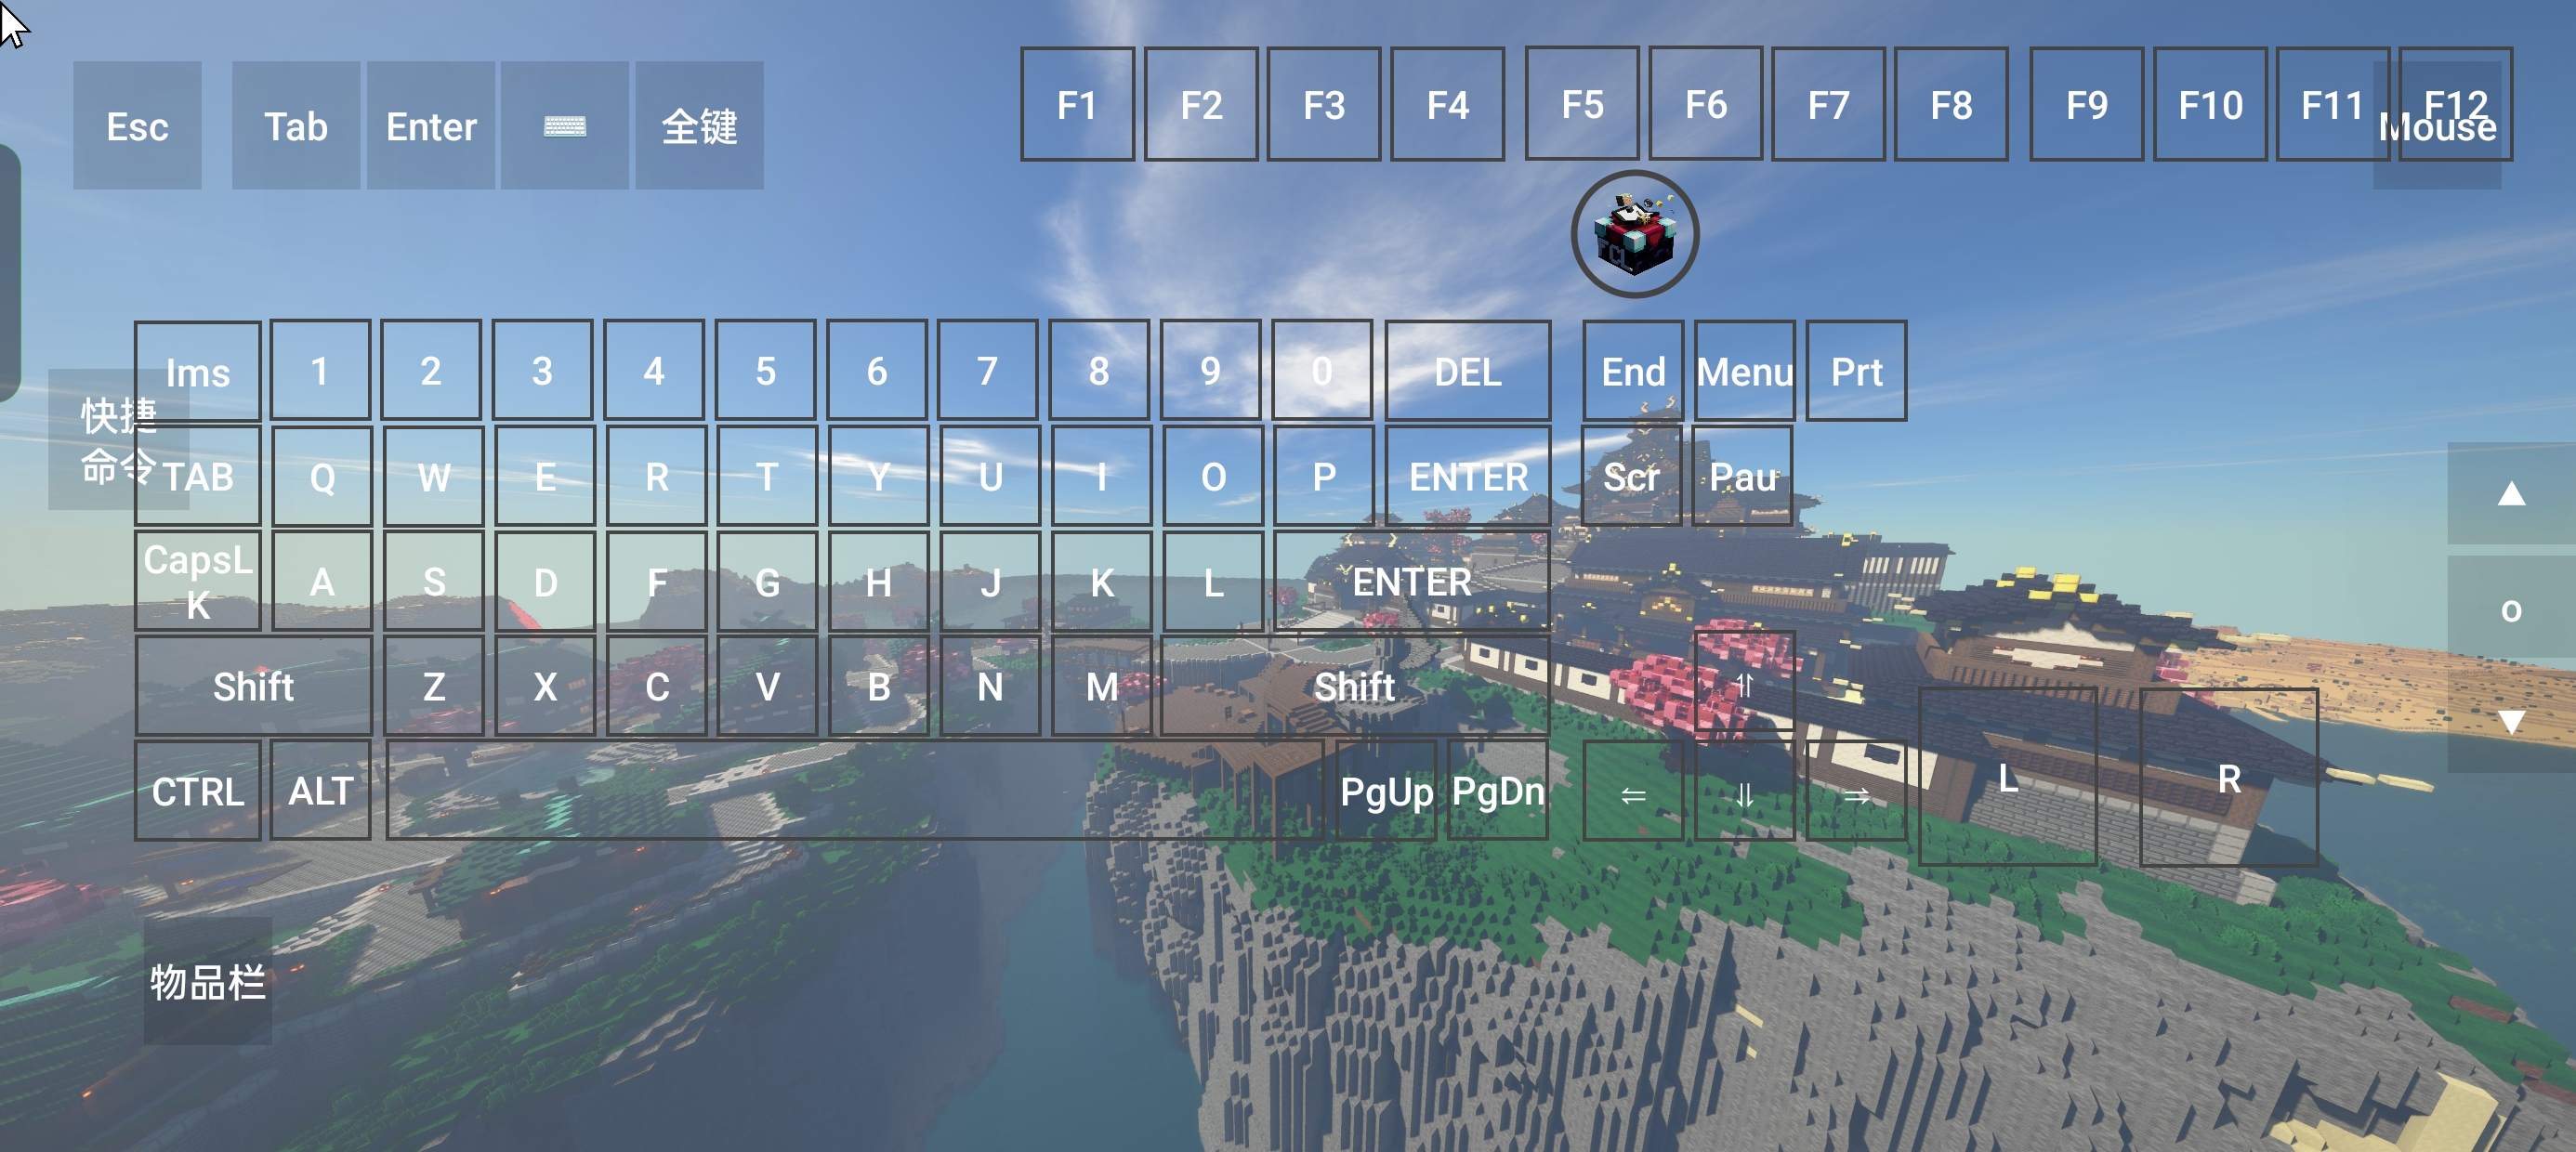 Esc Tab Enter ⌨ 全键
F1 F2 F3 F4 F5 F6 F7 F8 F9 F10 F11 F12
Mouse
FCL
Ims 1 2 3 4 5 6 7 8 9 0 DEL End Menu Prt
快捷
命令
TAB Q W E R T Y U I O P ENTER Scr Pau
▲
CapsL
K
A S D F G H J K L ENTER
o
Shift Z X C V B N M Shift ⇑
▼
CTRL ALT PgUp PgDn ⇐ ⇓ ⇒ L R
物品栏